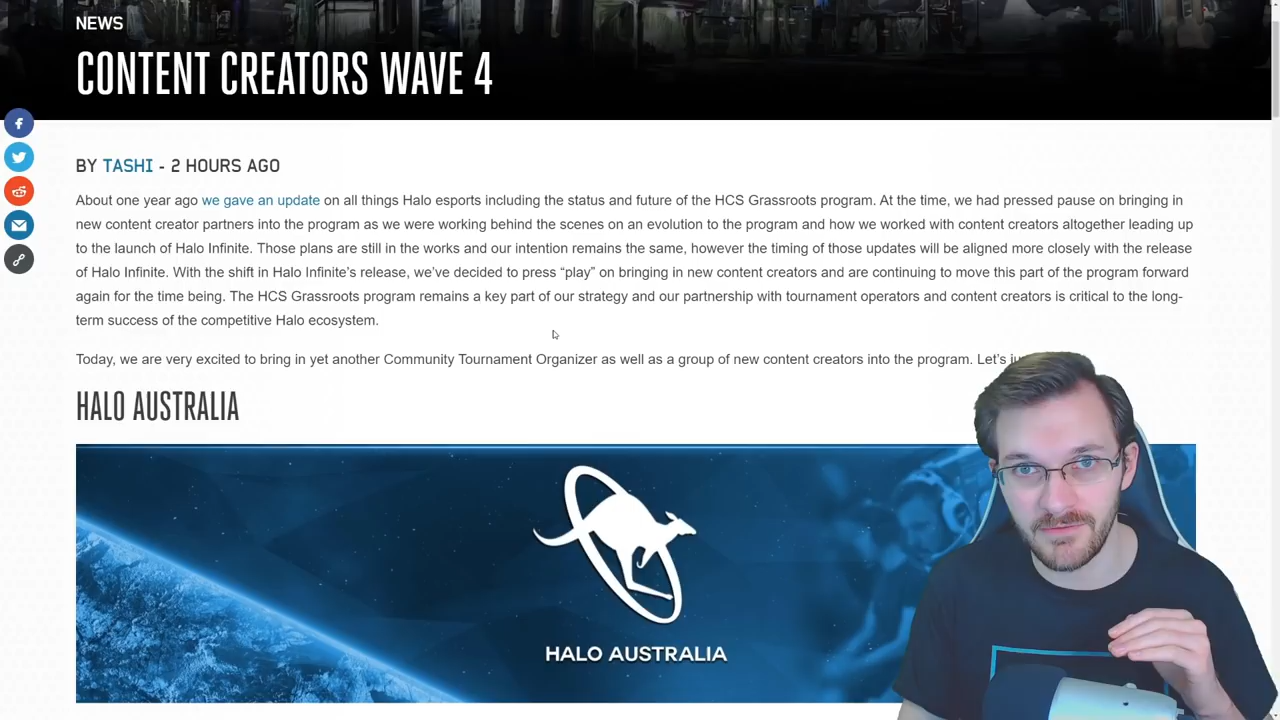 NEWS
CONTENT CREATORS WAVE 4
BY TASHI - 2 HOURS AGO
About one year ago we gave an update on all things Halo esports including the status and future of the HCS Grassroots program. At the time, we had pressed pause on bringing in
new content creator partners into the program as we were working behind the scenes on an evolution to the program and how we worked with content creators altogether leading up
to the launch of Halo Infinite. Those plans are still in the works and our intention remains the same, however the timing of those updates will be aligned more closely with the release
of Halo Infinite. With the shift in Halo Infinite's release, we've decided to press “play” on bringing in new content creators and are continuing to move this part of the program forward
again for the time being. The HCS Grassroots program remains a key part of our strategy and our partnership with tournament operators and content creators is critical to the long-
term success of the competitive Halo ecosystem.
Today, we are very excited to bring in yet another Community Tournament Organizer as well as a group of new content creators into the program. Let's
HALO AUSTRALIA
HALO AUSTRALIA